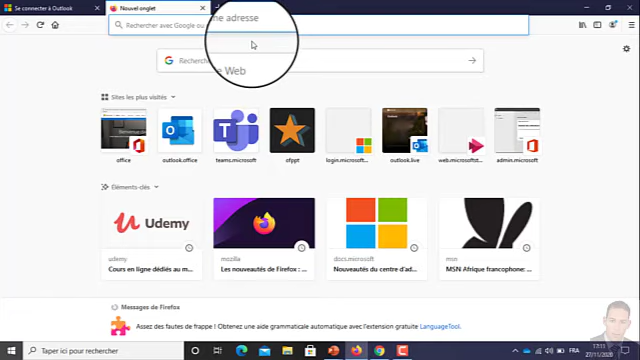 Se connecter à Outlook
Nouvel onglet
Rechercher avec Google ou
ne adresse
Recherche
e Web
Sites les plus visités
office
outlook.office
teams.microsoft
ofppt
login.microsoft...
outlook.live
web.microsoftst...
admin.microsoft...
Éléments-clés
Udemy
udemy
Cours en ligne dédiés au m...
mozilla
Les nouveautés de Firefox : ...
docs.microsoft
Nouveautés du centre d'ad...
msn
MSN Afrique francophone: ...
Messages de Firefox
Assez des fautes de frappe ! Obtenez une aide grammaticale automatique avec l'extension gratuite LanguageTool.
Taper ici pour rechercher
FRA
17:11
27/11/2020